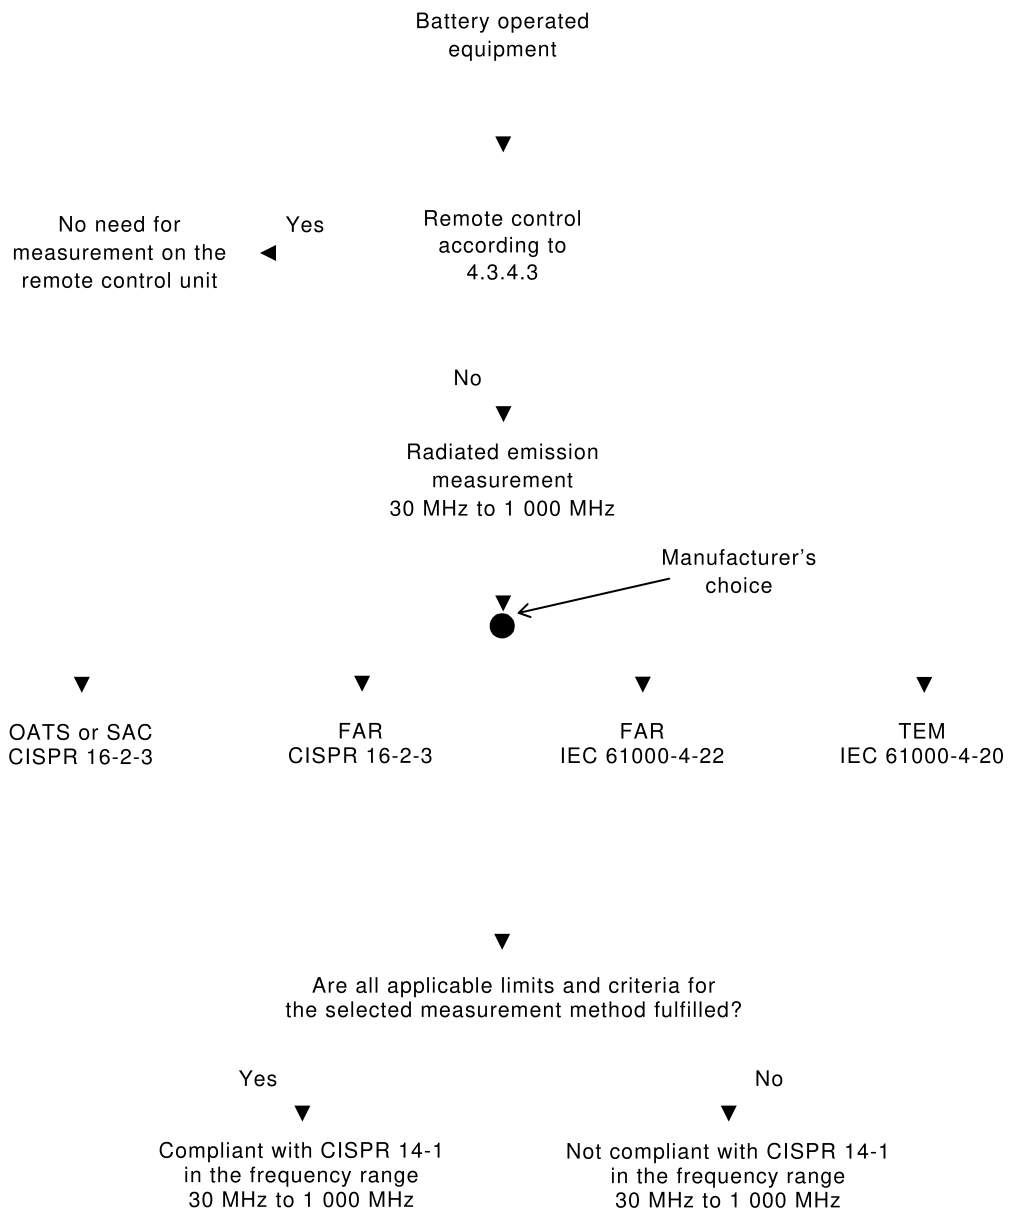 Battery operated
equipment
No need for
measurement on the
remote control unit
Yes
Remote control
according to
4.3.4.3
No
Radiated emission
measurement
30 MHz to 1 000 MHz
Manufacturer’s
choice
OATS or SAC
CISPR 16-2-3
FAR
CISPR 16-2-3
FAR
IEC 61000-4-22
TEM
IEC 61000-4-20
Are all applicable limits and criteria for
the selected measurement method fulfilled?
Yes
No
Compliant with CISPR 14-1
in the frequency range
30 MHz to 1 000 MHz
Not compliant with CISPR 14-1
in the frequency range
30 MHz to 1 000 MHz